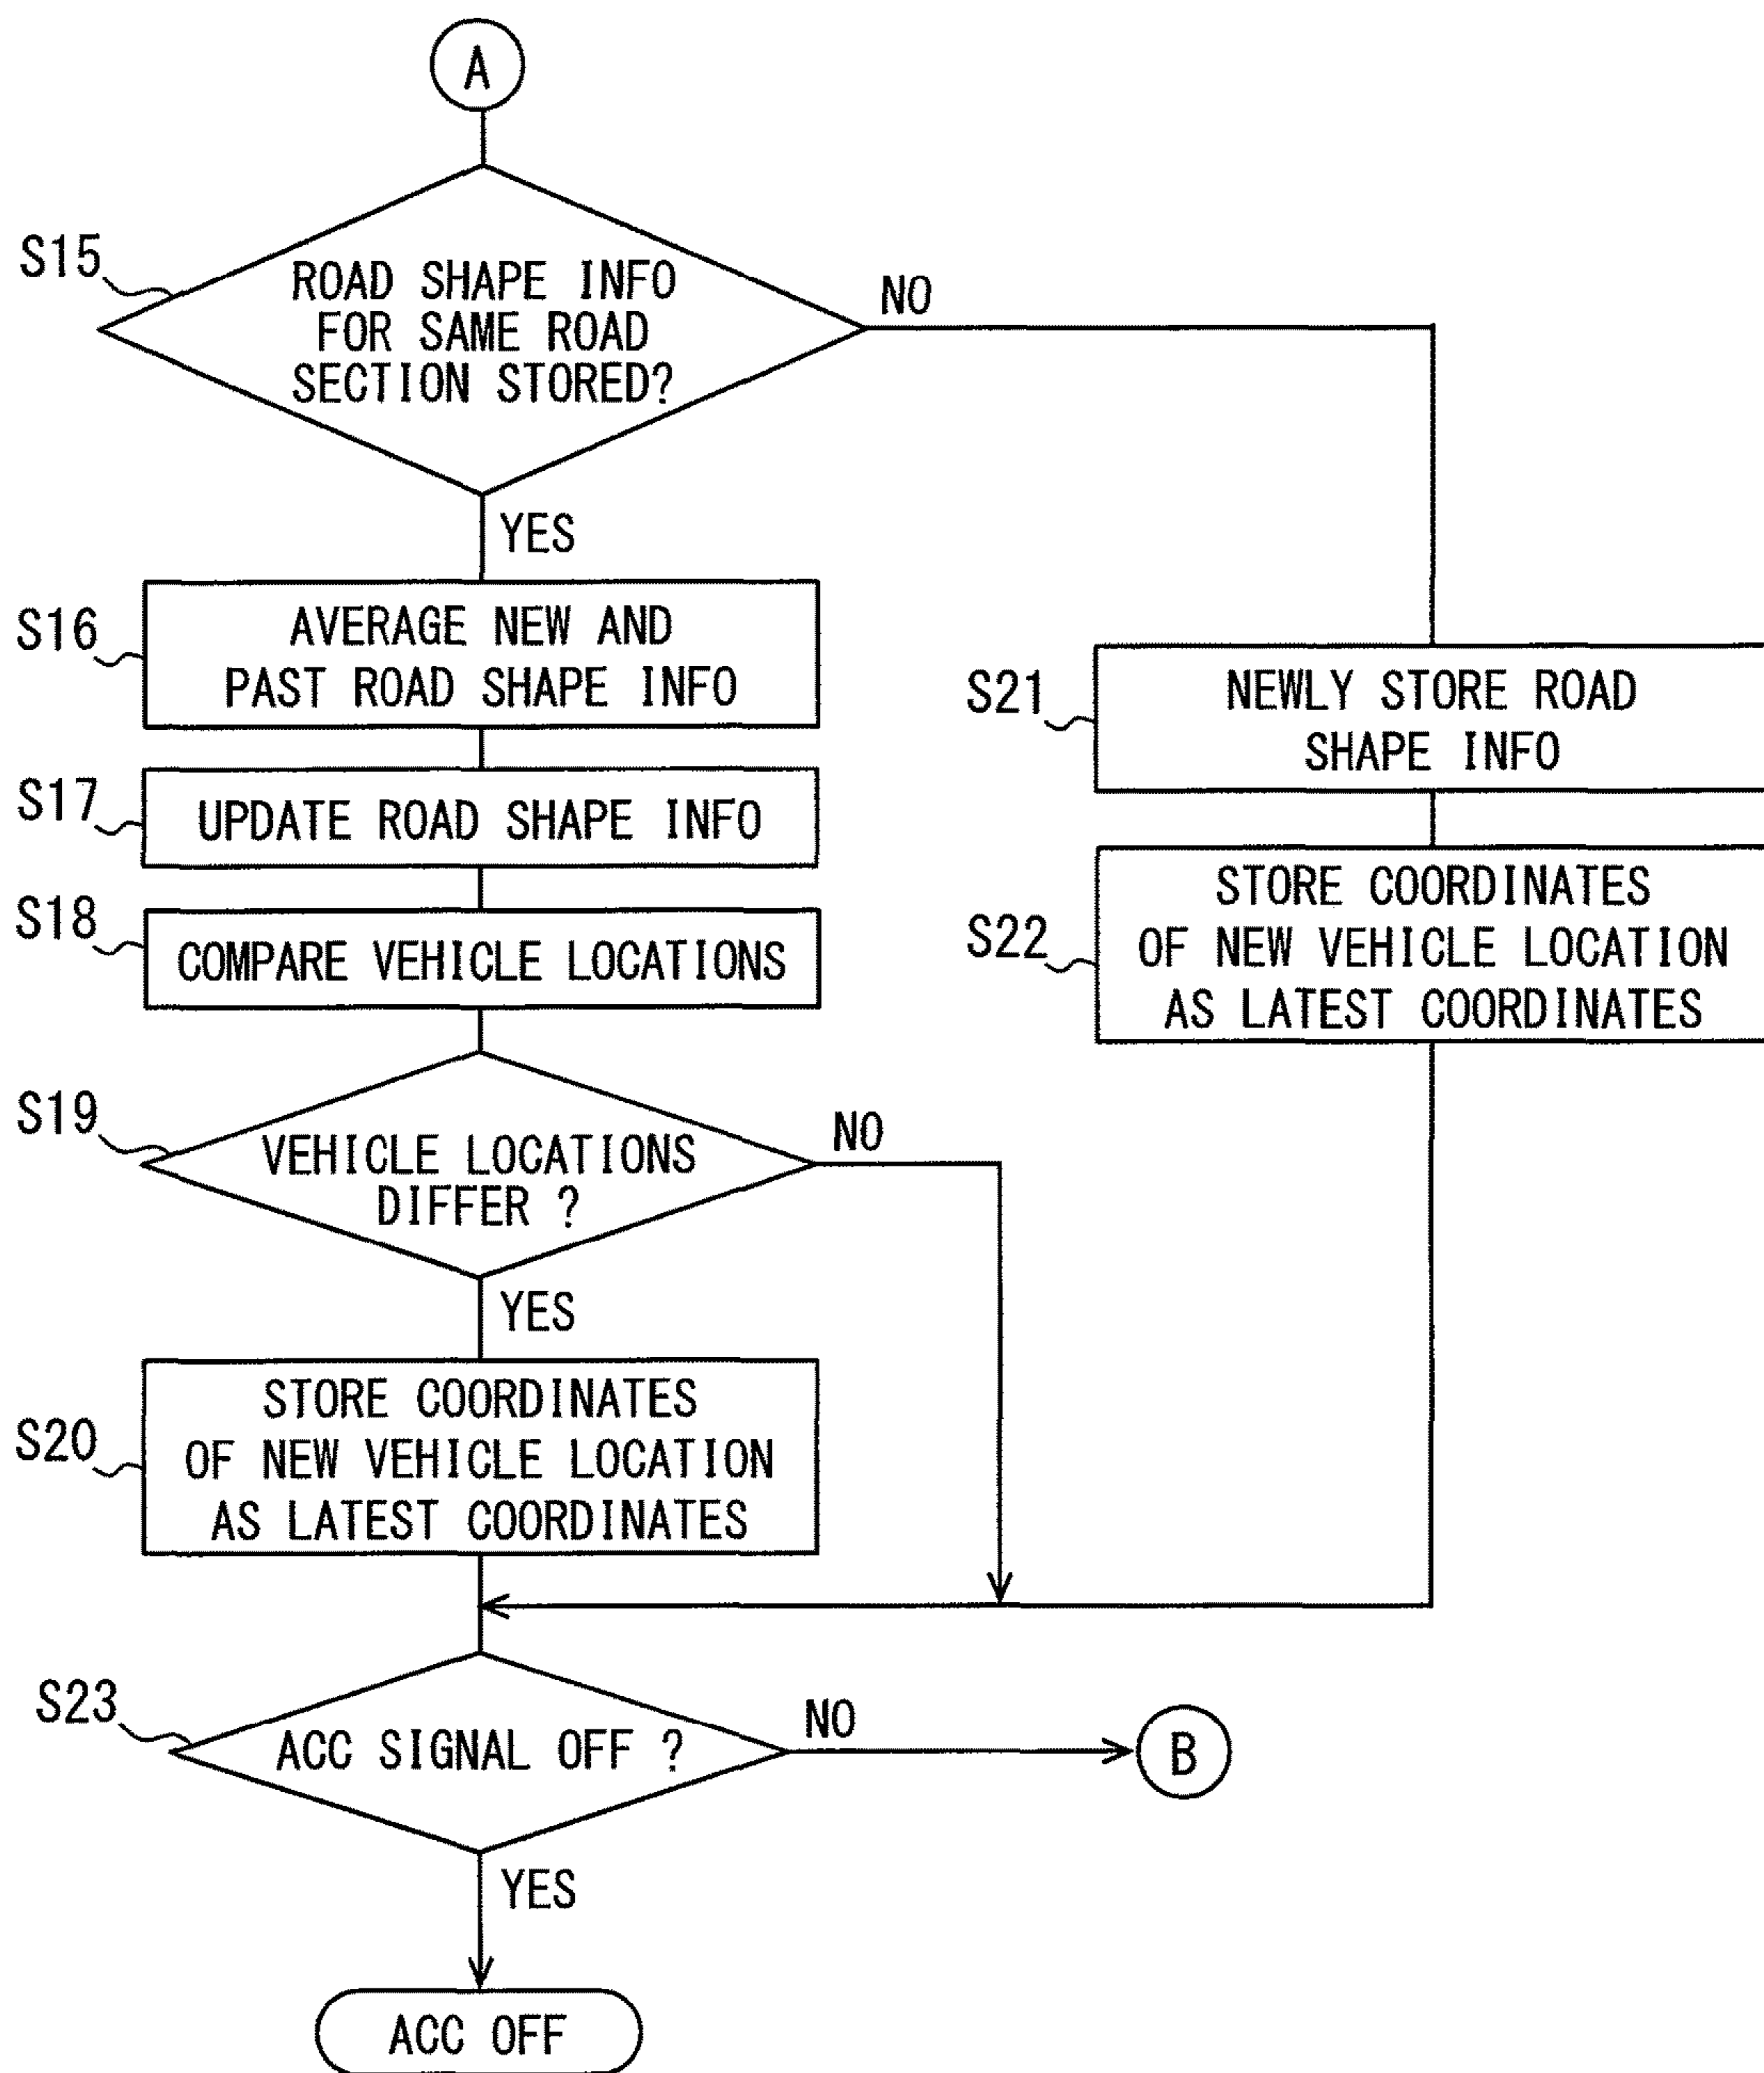 A
S15
ROAD SHAPE INFO
FOR SAME ROAD
SECTION STORED?
NO
YES
S16
AVERAGE NEW AND
PAST ROAD SHAPE INFO
S17
UPDATE ROAD SHAPE INFO
S18
COMPARE VEHICLE LOCATIONS
S21
NEWLY STORE ROAD
SHAPE INFO
S22
STORE COORDINATES
OF NEW VEHICLE LOCATION
AS LATEST COORDINATES
S19
VEHICLE LOCATIONS
DIFFER ?
NO
YES
S20
STORE COORDINATES
OF NEW VEHICLE LOCATION
AS LATEST COORDINATES
S23
ACC SIGNAL OFF ?
NO
B
YES
ACC OFF